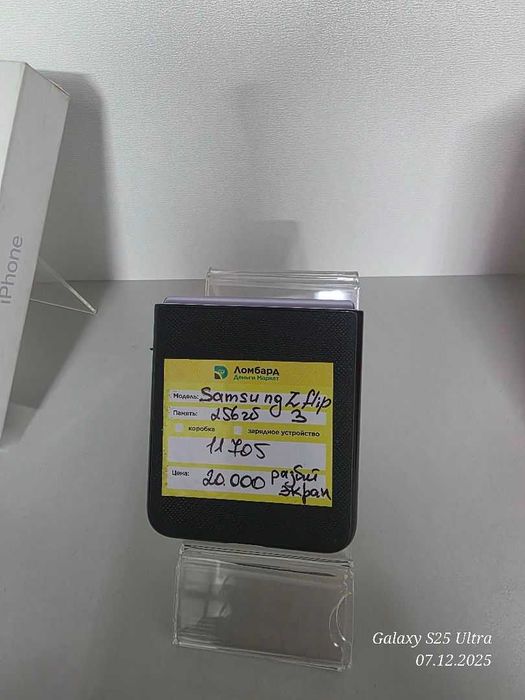 iPhone
Ломбард
Деньги Маркет
Модель: Samsung Z flip
Память: 256гб 3
коробка зарядное устройство
11705
Цена: 20.000 разбит
экран
Galaxy S25 Ultra
07.12.2025